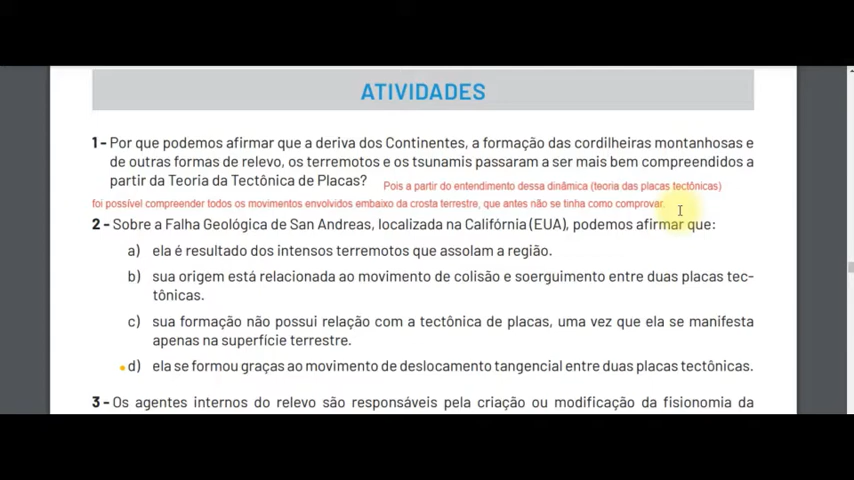 ATIVIDADES
1 - Por que podemos afirmar que a deriva dos Continentes, a formação das cordilheiras montanhosas e
de outras formas de relevo, os terremotos e os tsunamis passaram a ser mais bem compreendidos a
partir da Teoria da Tectônica de Placas? Pois a partir do entendimento dessa dinâmica (teoria das placas tectônicas)
foi possível compreender todos os movimentos envolvidos embaixo da crosta terrestre, que antes não se tinha como comprovar.
2 - Sobre a Falha Geológica de San Andreas, localizada na Califórnia (EUA), podemos afirmar que:
a) ela é resultado dos intensos terremotos que assolam a região.
b) sua origem está relacionada ao movimento de colisão e soerguimento entre duas placas tec-
tônicas.
c) sua formação não possui relação com a tectônica de placas, uma vez que ela se manifesta
apenas na superfície terrestre.
d) ela se formou graças ao movimento de deslocamento tangencial entre duas placas tectônicas.
3 - Os agentes internos do relevo são responsáveis pela criação ou modificação da fisionomia da